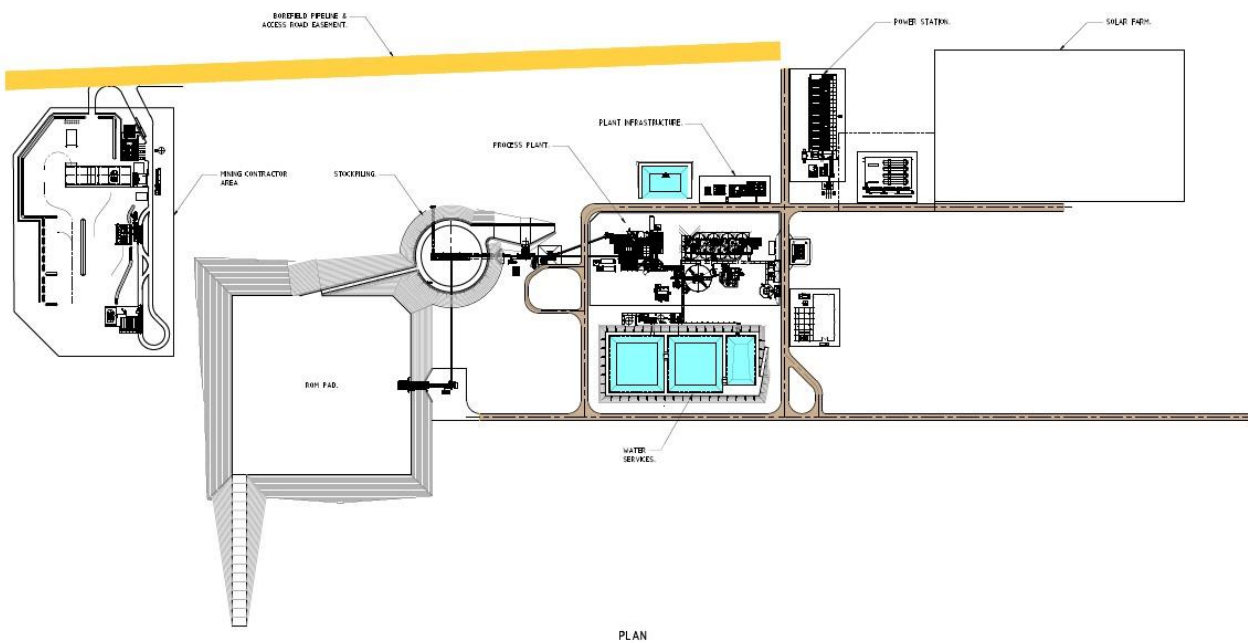 BOREFIELD PIPELINE &
ACCESS ROAD EASEMENT.
POWER STATION.
SOLAR FARM.
PLANT INFRASTRUCTURE.
PROCESS PLANT.
MINING CONTRACTOR
AREA
STOCKPILING.
ROM PAD.
WATER
SERVICES.
PLAN